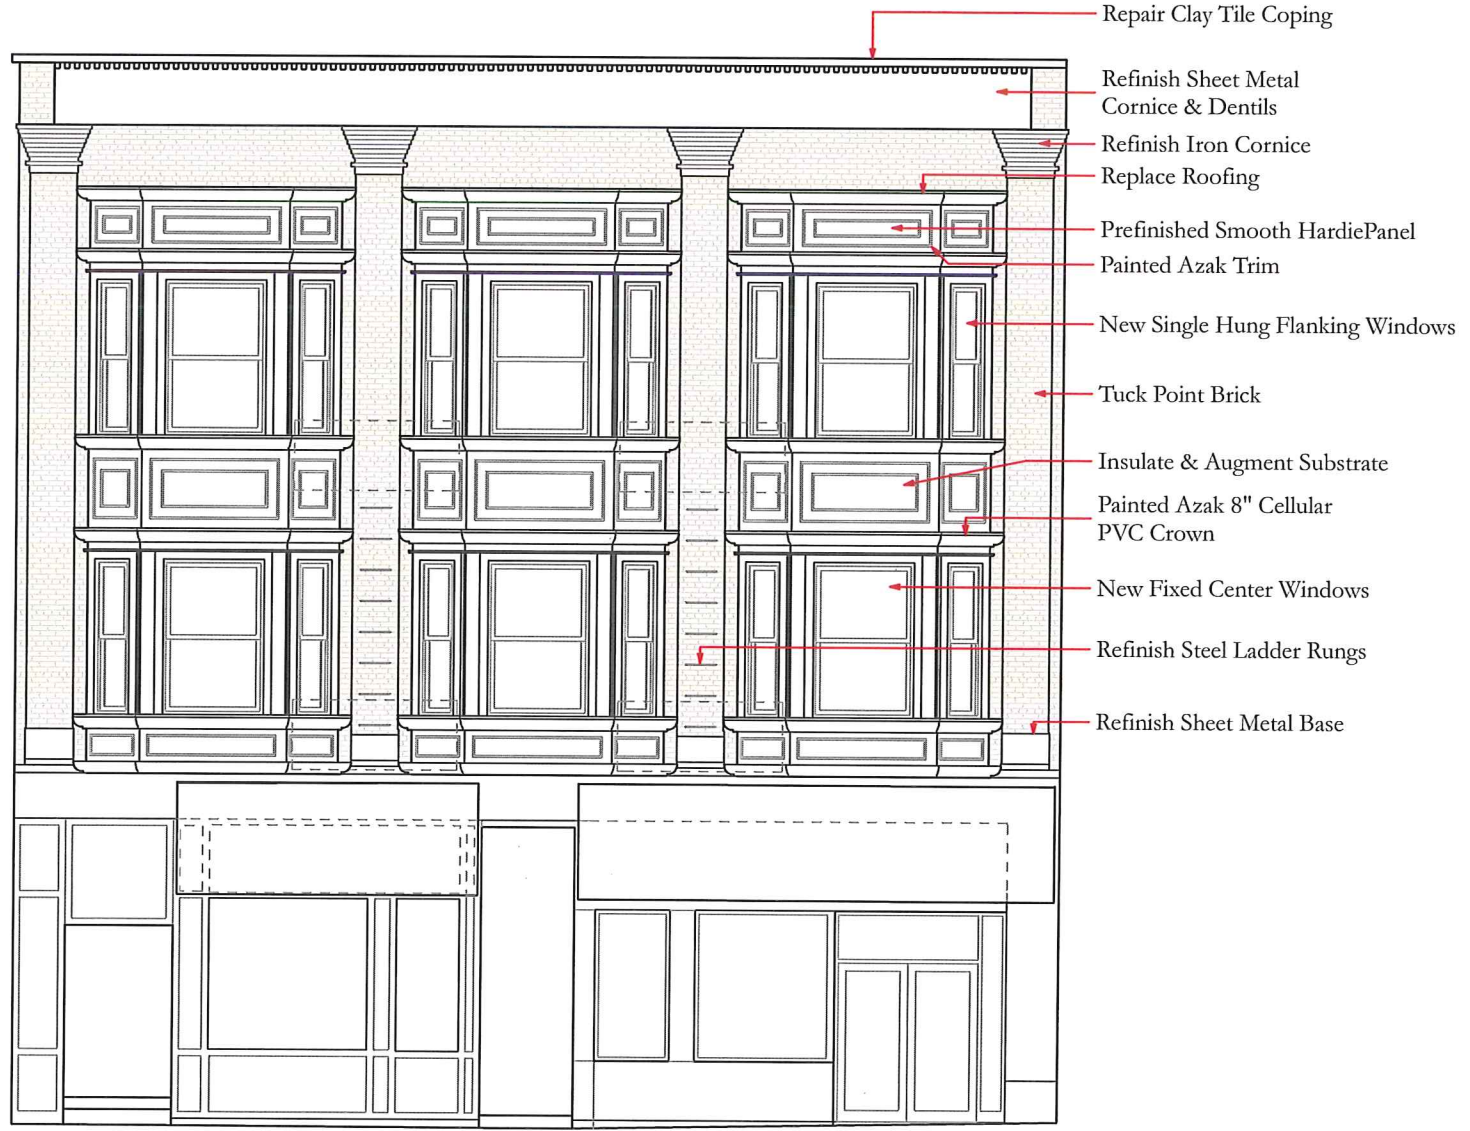 Repair Clay Tile Coping
Refinish Sheet Metal
Cornice & Dentils
Refinish Iron Cornice
Replace Roofing
Prefinished Smooth HardiePanel
Painted Azak Trim
New Single Hung Flanking Windows
Tuck Point Brick
Insulate & Augment Substrate
Painted Azak 8" Cellular
PVC Crown
New Fixed Center Windows
Refinish Steel Ladder Rungs
Refinish Sheet Metal Base